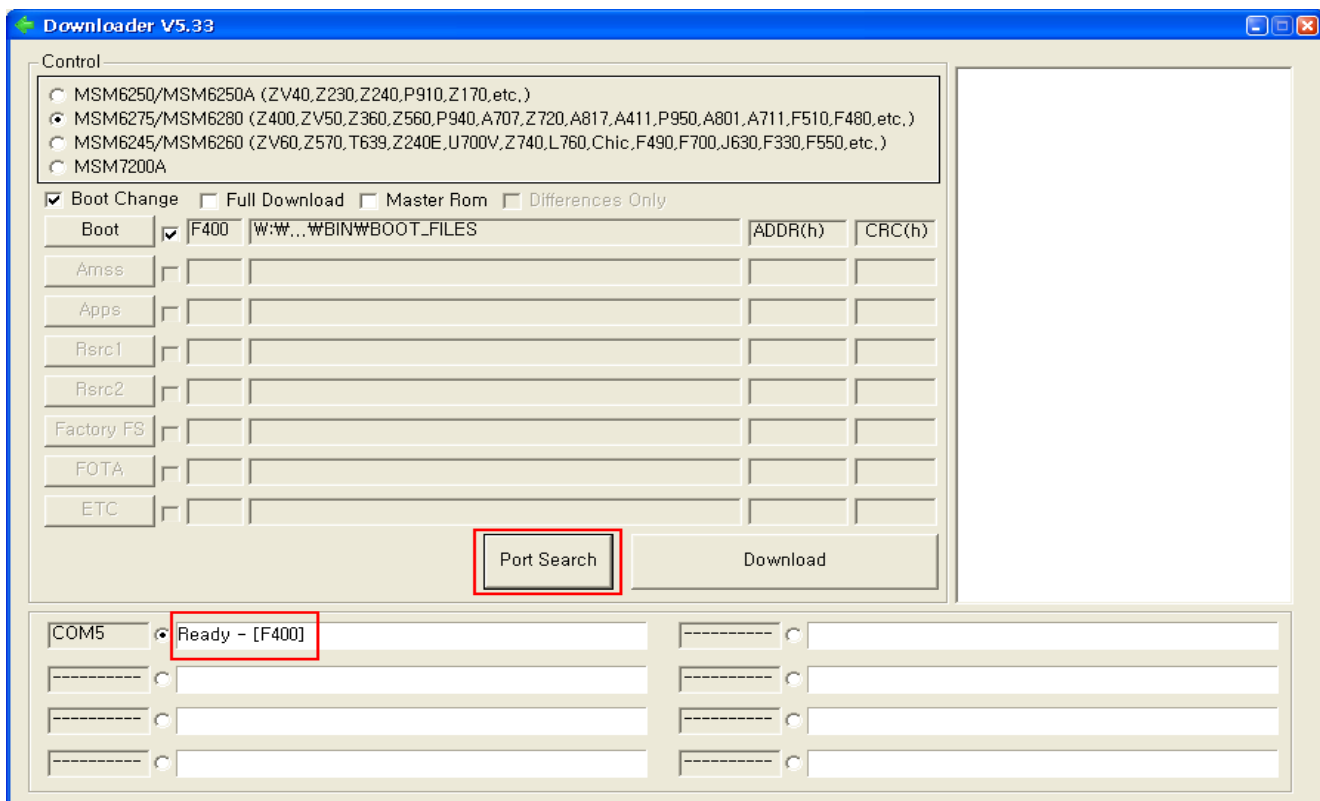 Downloader V5.33
Control
MSM6250/MSM6250A (ZV40,Z230,Z240,P910,Z170,etc,)
MSM6275/MSM6280 (Z400,ZV50,Z360,Z560,P940,A707,Z720,A817,A411,P950,A801,A711,F510,F480,etc,)
MSM6245/MSM6260 (ZV60,Z570,T639,Z240E,U700V,Z740,L760,Chic,F490,F700,J630,F330,F550,etc,)
MSM7200A
Boot Change Full Download Master Rom Differences Only
Boot F400 ₩:₩...₩BIN₩BOOT_FILES ADDR(h) CRC(h)
Amss
Apps
Rsrc1
Rsrc2
Factory FS
FOTA
ETC
Port Search Download
COM5 Ready - [F400] ----------
---------- ----------
---------- ----------
---------- ----------